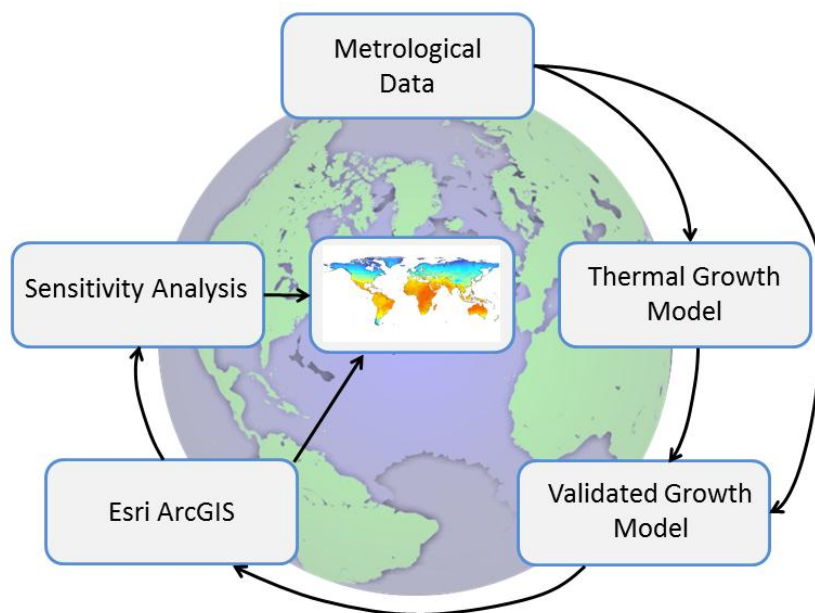 Metrological
Data
Sensitivity Analysis
Thermal Growth
Model
Esri ArcGIS
Validated Growth
Model